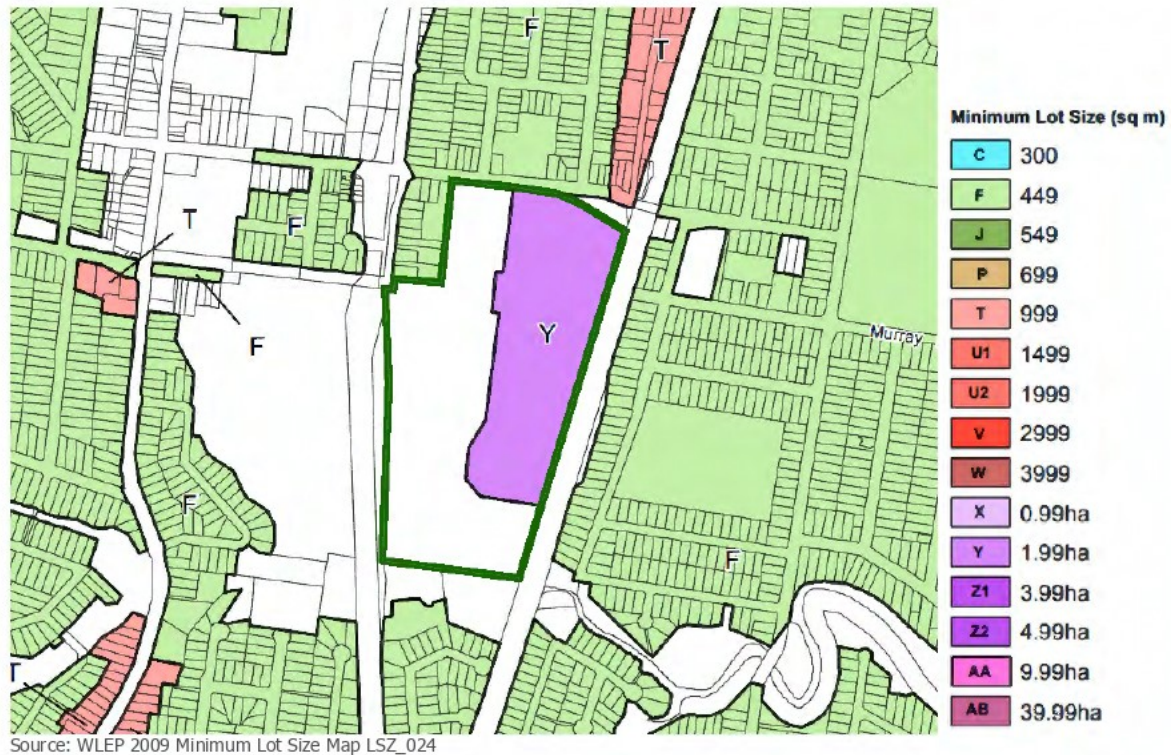 F
T
T
F
F
Y
Murray
F
F
T
Minimum Lot Size (sq m)
C 300
F 449
J 549
P 699
T 999
U1 1499
U2 1999
V 2999
W 3999
X 0.99ha
Y 1.99ha
Z1 3.99ha
Z2 4.99ha
AA 9.99ha
AB 39.99ha
Source: WLEP 2009 Minimum Lot Size Map LSZ_024